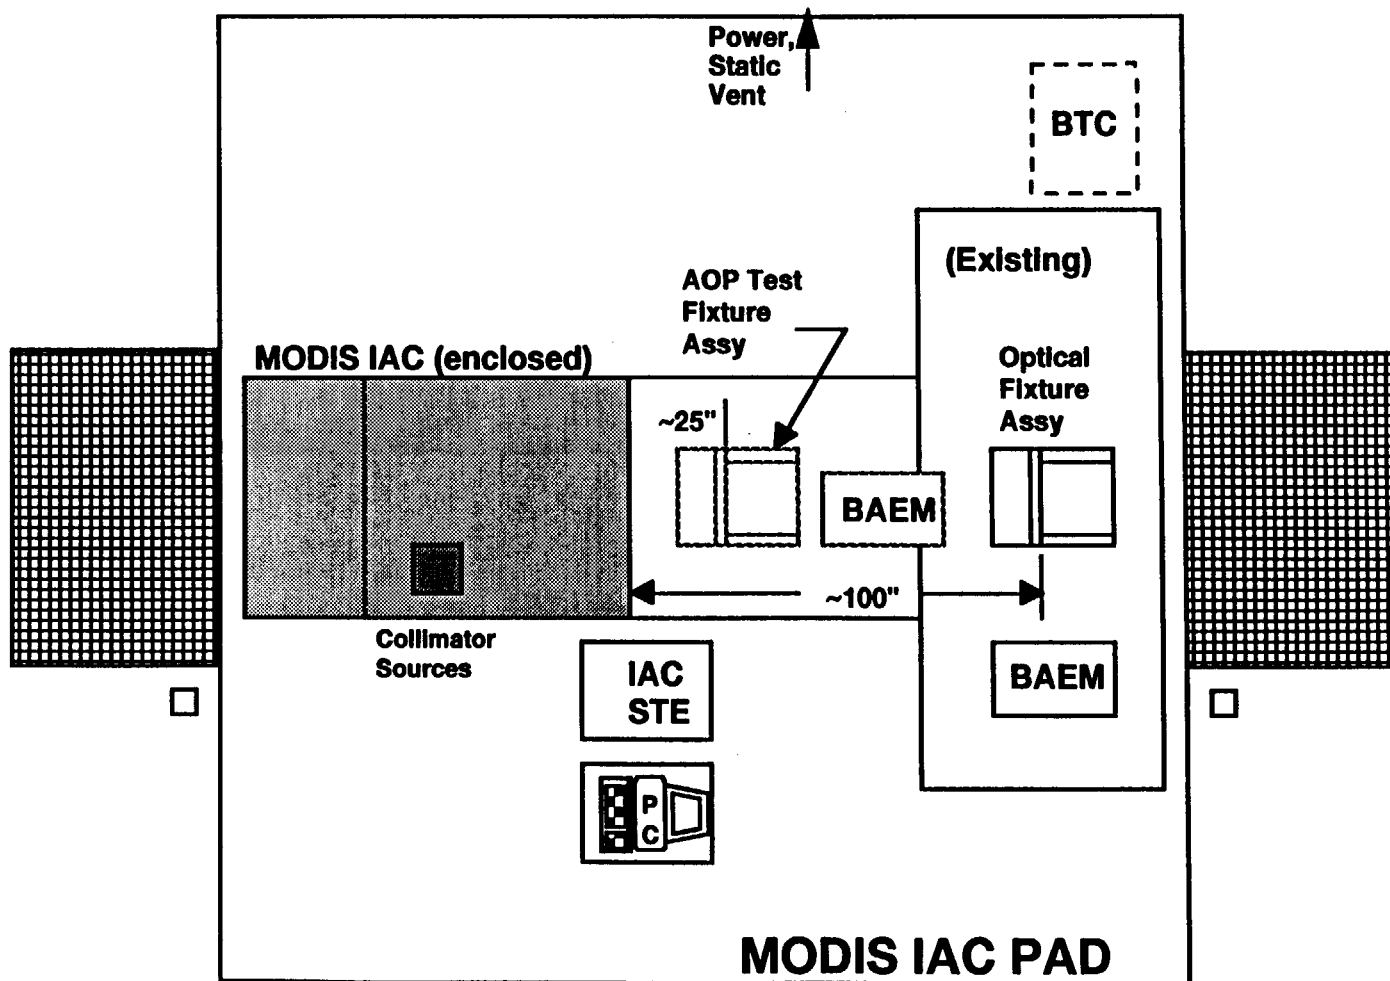 Power,
Static
Vent
BTC
(Existing)
AOP Test
Fixture
Assy
MODIS IAC (enclosed)
Optical
Fixture
Assy
~25"
BAEM
~100"
Collimator
Sources
IAC
STE
BAEM
P
C
MODIS IAC PAD